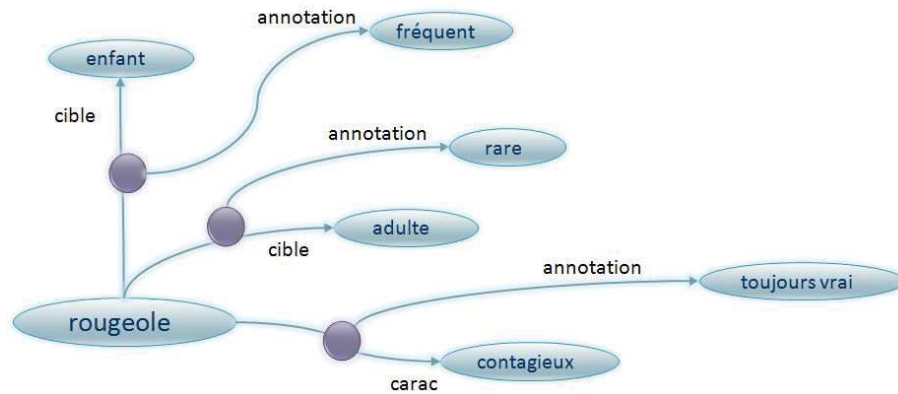 annotation
fréquent
enfant
cible
annotation
rare
adulte
cible
annotation
toujours vrai
rougeole
contagieux
carac